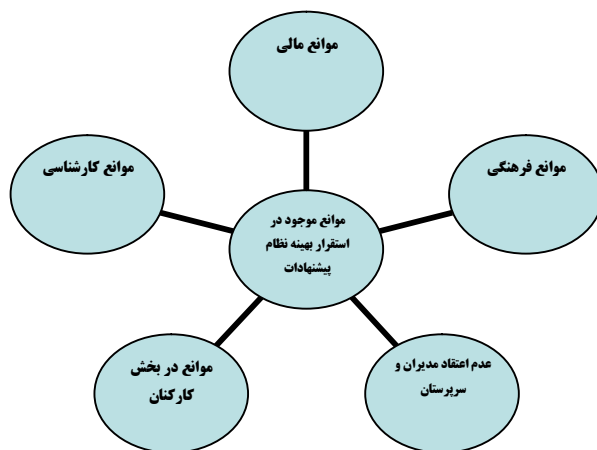 موانع مالی
موانع فرهنگی
موانع کارشناسی
موانع موجود در
استقرار بهینه نظام
پیشنهادات
عدم اعتقاد مدیران و
سرپرستان
موانع در بخش
کارکنان